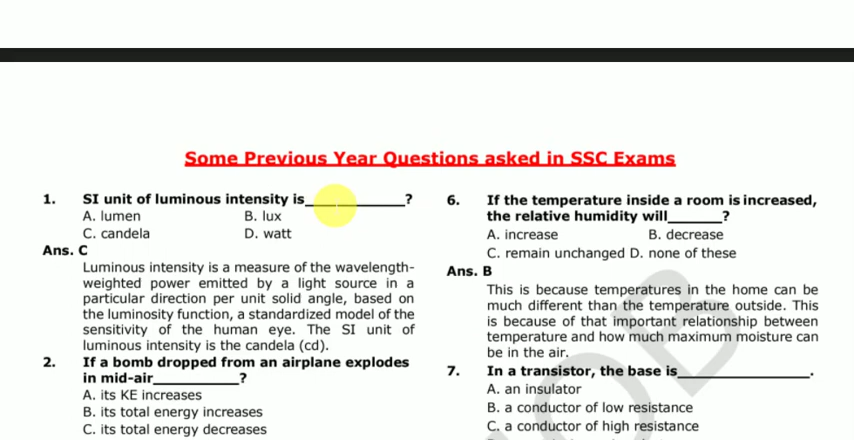 Some Previous Year Questions asked in SSC Exams
1. SI unit of luminous intensity is____________?
A. lumen B. lux
C. candela D. watt
Ans. C
Luminous intensity is a measure of the wavelength-
weighted power emitted by a light source in a
particular direction per unit solid angle, based on
the luminosity function, a standardized model of the
sensitivity of the human eye. The SI unit of
luminous intensity is the candela (cd).
2. If a bomb dropped from an airplane explodes
in mid-air__________?
A. its KE increases
B. its total energy increases
C. its total energy decreases
6. If the temperature inside a room is increased,
the relative humidity will______?
A. increase B. decrease
C. remain unchanged D. none of these
Ans. B
This is because temperatures in the home can be
much different than the temperature outside. This
is because of that important relationship between
temperature and how much maximum moisture can
be in the air.
7. In a transistor, the base is________________.
A. an insulator
B. a conductor of low resistance
C. a conductor of high resistance